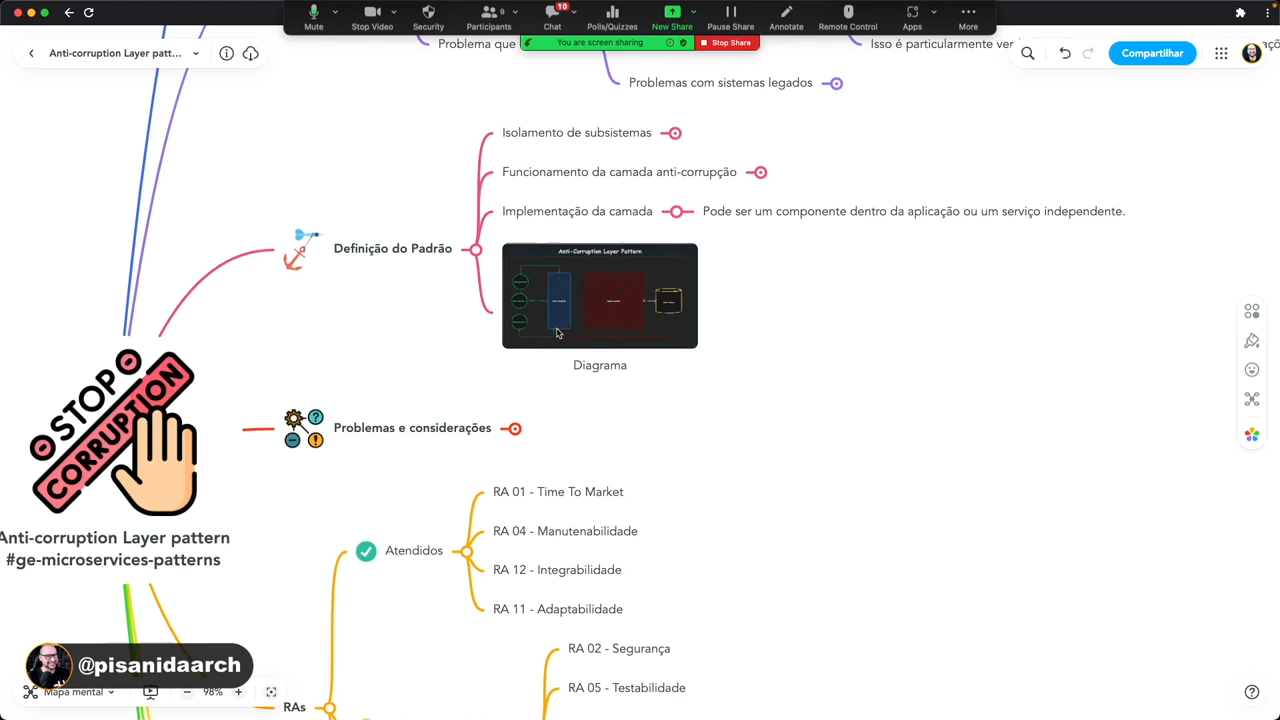 Mute
Stop Video
Security
Participants
9
Chat
10
Polls/Quizzes
New Share
Pause Share
Annotate
Remote Control
Apps
More
You are screen sharing
Stop Share
Anti-corruption Layer patt...
Compartilhar
Problema que
Isso é particularmente ver
Problemas com sistemas legados
Isolamento de subsistemas
Funcionamento da camada anti-corrupção
Implementação da camada
Pode ser um componente dentro da aplicação ou um serviço independente.
Definição do Padrão
Anti-Corruption Layer Pattern
Diagrama
STOP
CORRUPTION
Problemas e considerações
Anti-corruption Layer pattern
#ge-microservices-patterns
RA 01 - Time To Market
RA 04 - Manutenabilidade
Atendidos
RA 12 - Integrabilidade
RA 11 - Adaptabilidade
RA 02 - Segurança
RA 05 - Testabilidade
RAs
@pisanidaarch
Mapa mental
98%